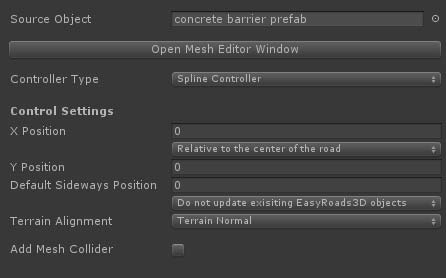 Source Object concrete barrier prefab
Open Mesh Editor Window
Controller Type Spline Controller
Control Settings
X Position 0
Relative to the center of the road
Y Position 0
Default Sideways Position 0
Do not update exisiting EasyRoads3D objects
Terrain Alignment Terrain Normal
Add Mesh Collider